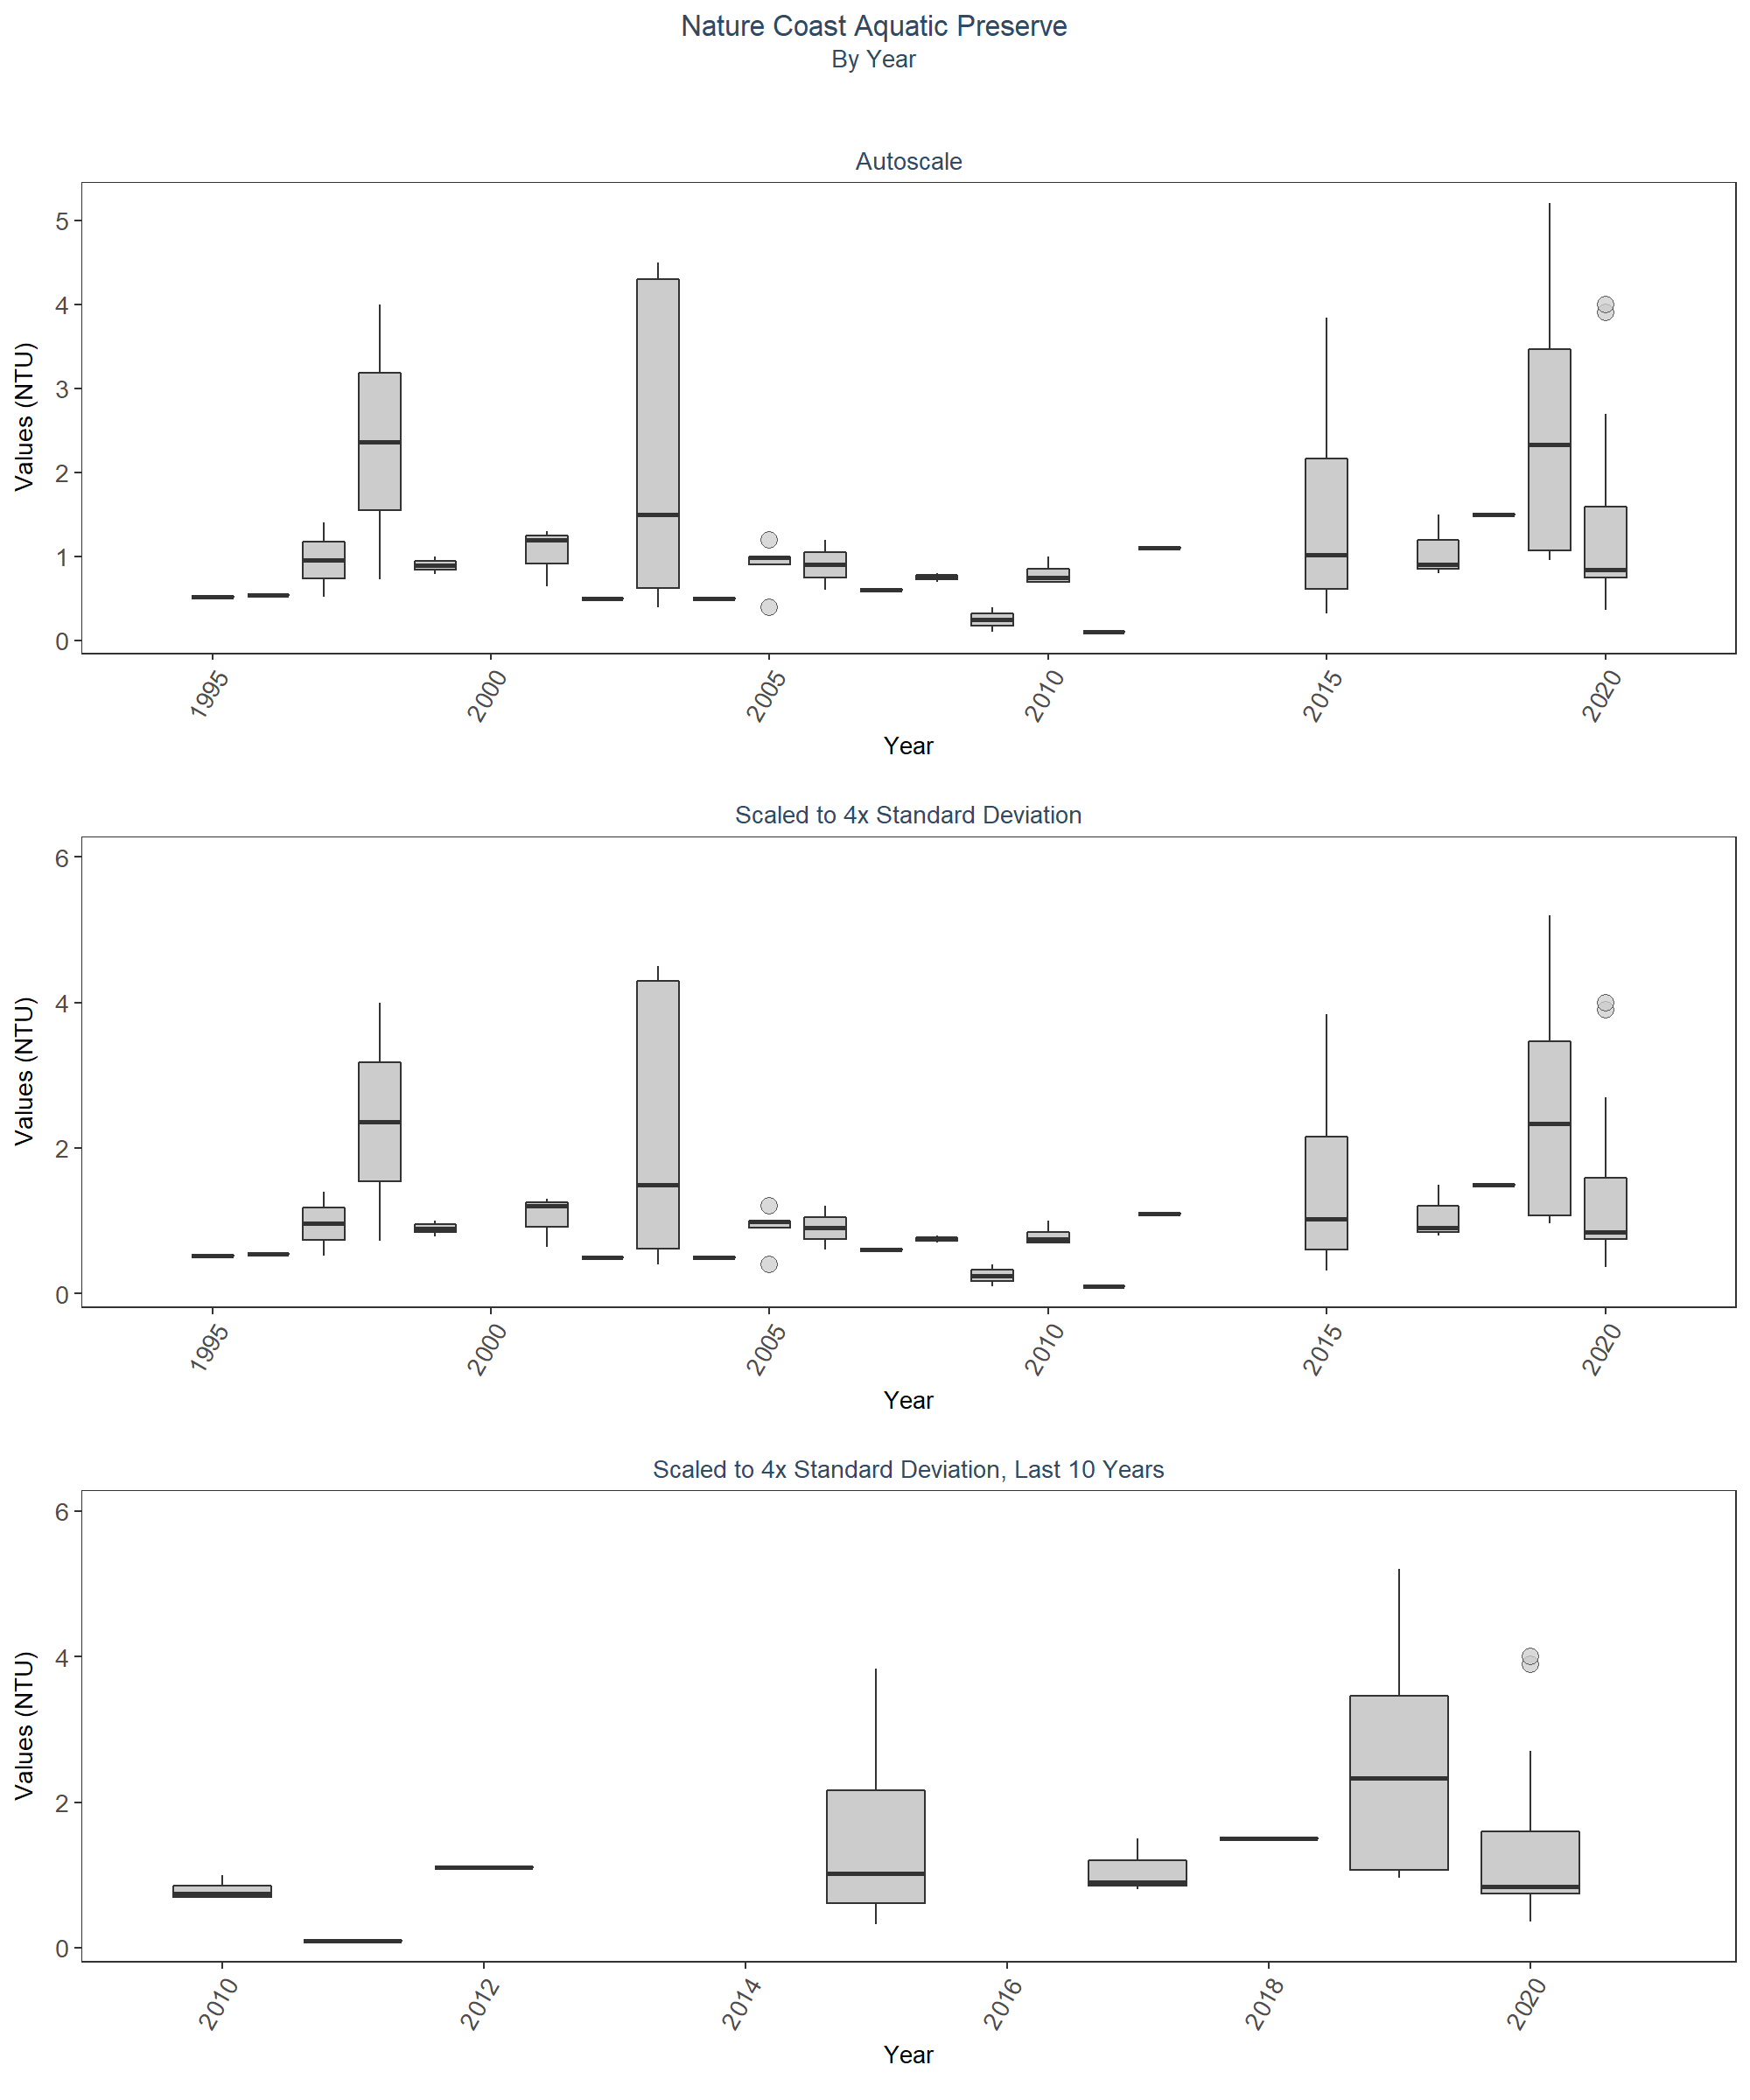 Nature Coast Aquatic Preserve
By Year
Autoscale
Values (NTU)
5
4
3
2
1
0
1995
2000
2005
2010
2015
2020
Year
Scaled to 4x Standard Deviation
Values (NTU)
6
4
2
0
1995
2000
2005
2010
2015
2020
Year
Scaled to 4x Standard Deviation, Last 10 Years
Values (NTU)
6
4
2
0
2010
2012
2014
2016
2018
2020
Year